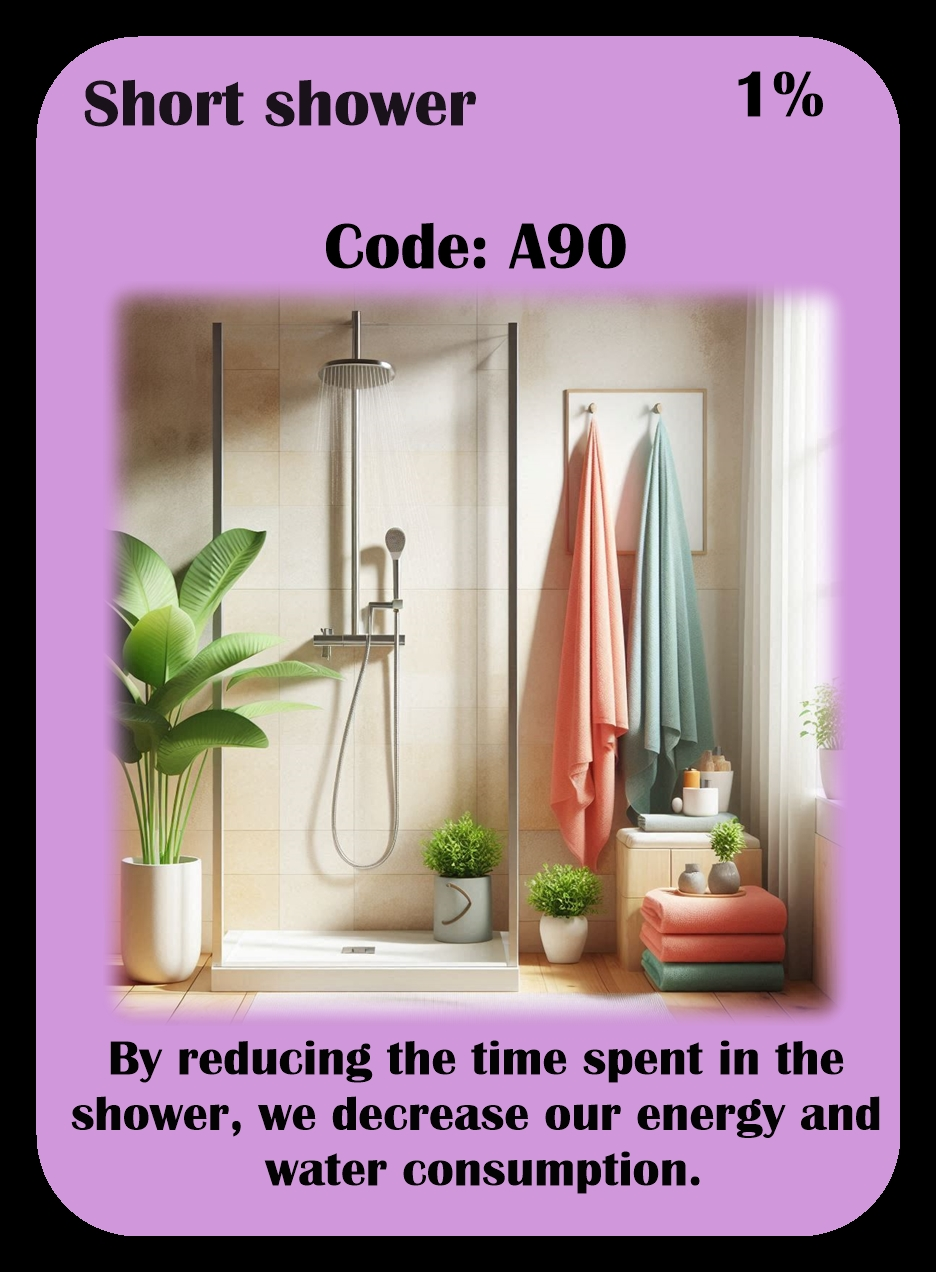 Short shower
1%
Code: A90
By reducing the time spent in the
shower, we decrease our energy and
water consumption.